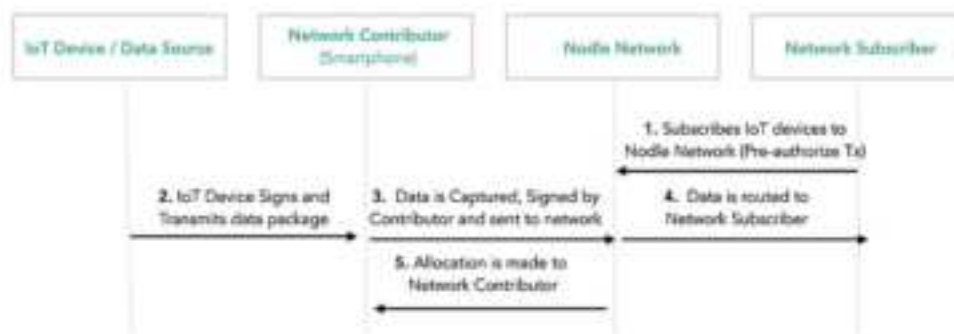 IoT Device / Data Source
Network Contributor
(Smartphone)
Nodle Network
Network Subscriber
1. Subscribes IoT devices to
Nodle Network (Pre-authorize Tx)
2. IoT Device Signs and
Transmits data package
3. Data is Captured, Signed by
Contributor and sent to network
4. Data is routed to
Network Subscriber
5. Allocation is made to
Network Contributor